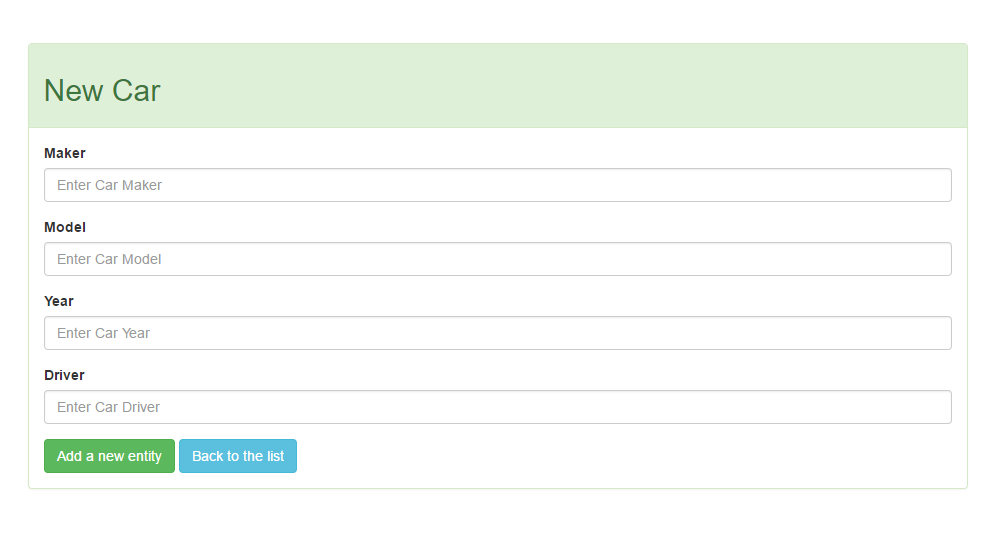 New Car
Maker
Enter Car Maker
Model
Enter Car Model
Year
Enter Car Year
Driver
Enter Car Driver
Add a new entity Back to the list